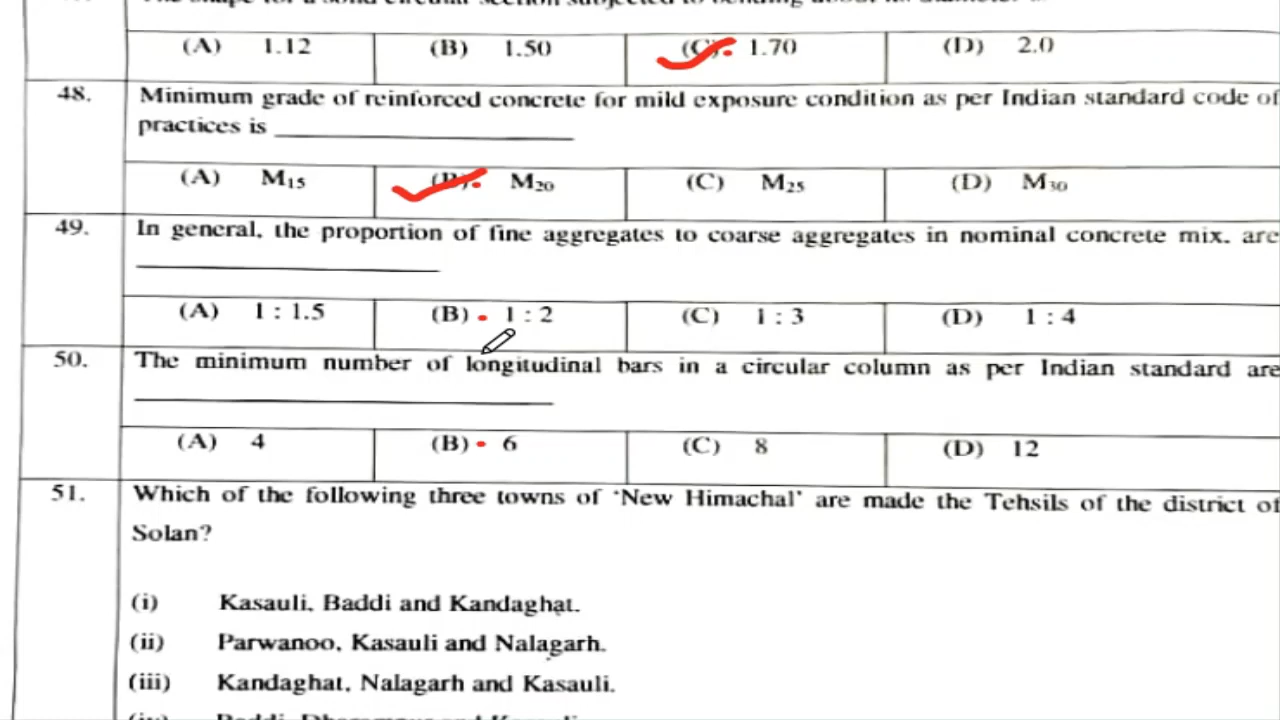 (A) 1.12 (B) 1.50 (C) 1.70 (D) 2.0
48. Minimum grade of reinforced concrete for mild exposure condition as per Indian standard code of
practices is
(A) M15 (B) M20 (C) M25 (D) M30
49. In general, the proportion of fine aggregates to coarse aggregates in nominal concrete mix. are
(A) 1 : 1.5 (B) 1 : 2 (C) 1 : 3 (D) 1 : 4
50. The minimum number of longitudinal bars in a circular column as per Indian standard are
(A) 4 (B) 6 (C) 8 (D) 12
51. Which of the following three towns of ‘New Himachal’ are made the Tehsils of the district of
Solan?
(i) Kasauli, Baddi and Kandaghat.
(ii) Parwanoo, Kasauli and Nalagarh.
(iii) Kandaghat, Nalagarh and Kasauli.